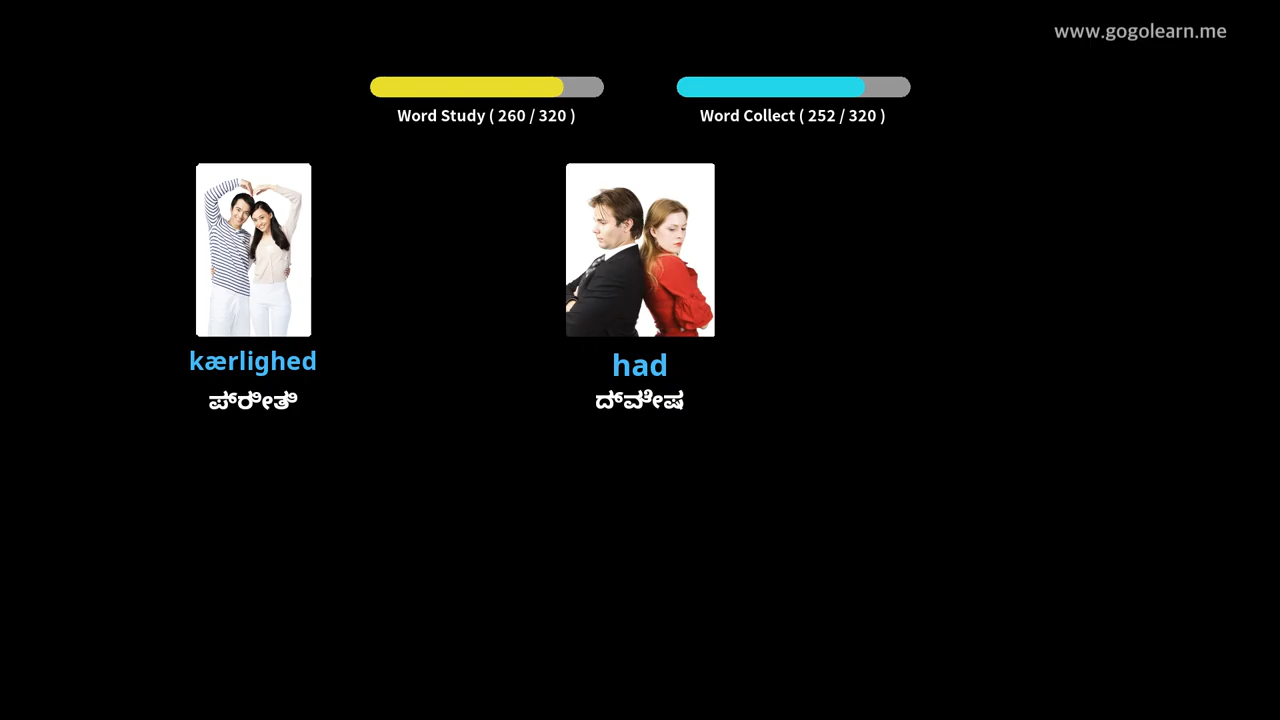 www.gogolearn.me
Word Study ( 260 / 320 )
Word Collect ( 252 / 320 )
kærlighed
ಪ್ರೀತಿ
had
ದ್ವೇಷ